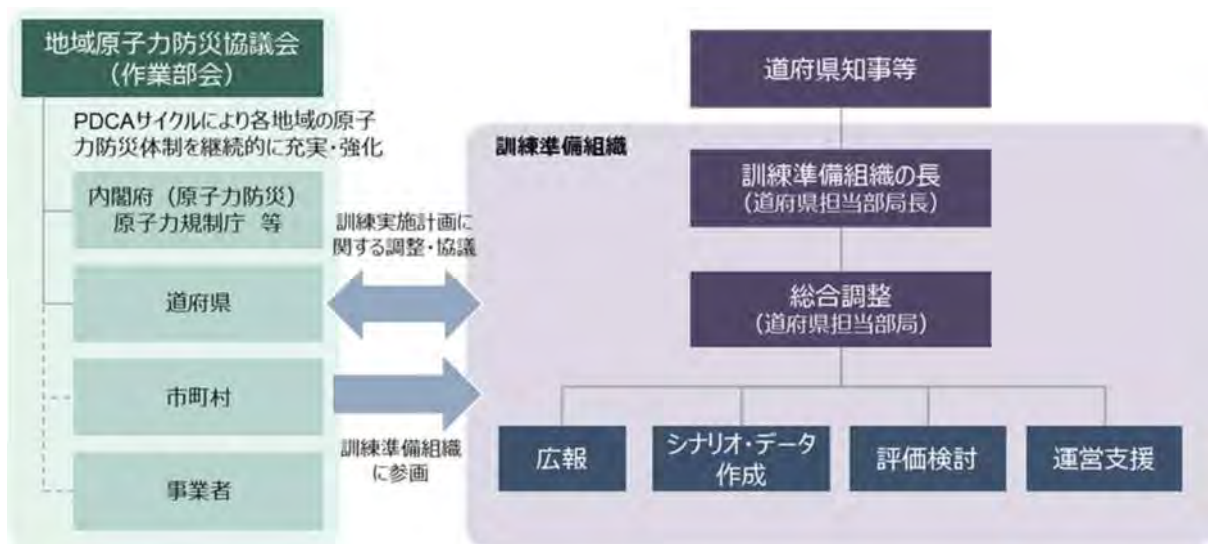 地域原子力防災協議会
（作業部会）
PDCAサイクルにより各地域の原子
力防災体制を継続的に充実・強化
内閣府（原子力防災）
原子力規制庁　等
道府県
市町村
事業者
訓練実施計画に
関する調整・協議
訓練準備組織
に参画
道府県知事等
訓練準備組織
訓練準備組織の長
（道府県担当部局長）
総合調整
（道府県担当部局）
広報
シナリオ・データ
作成
評価検討
運営支援